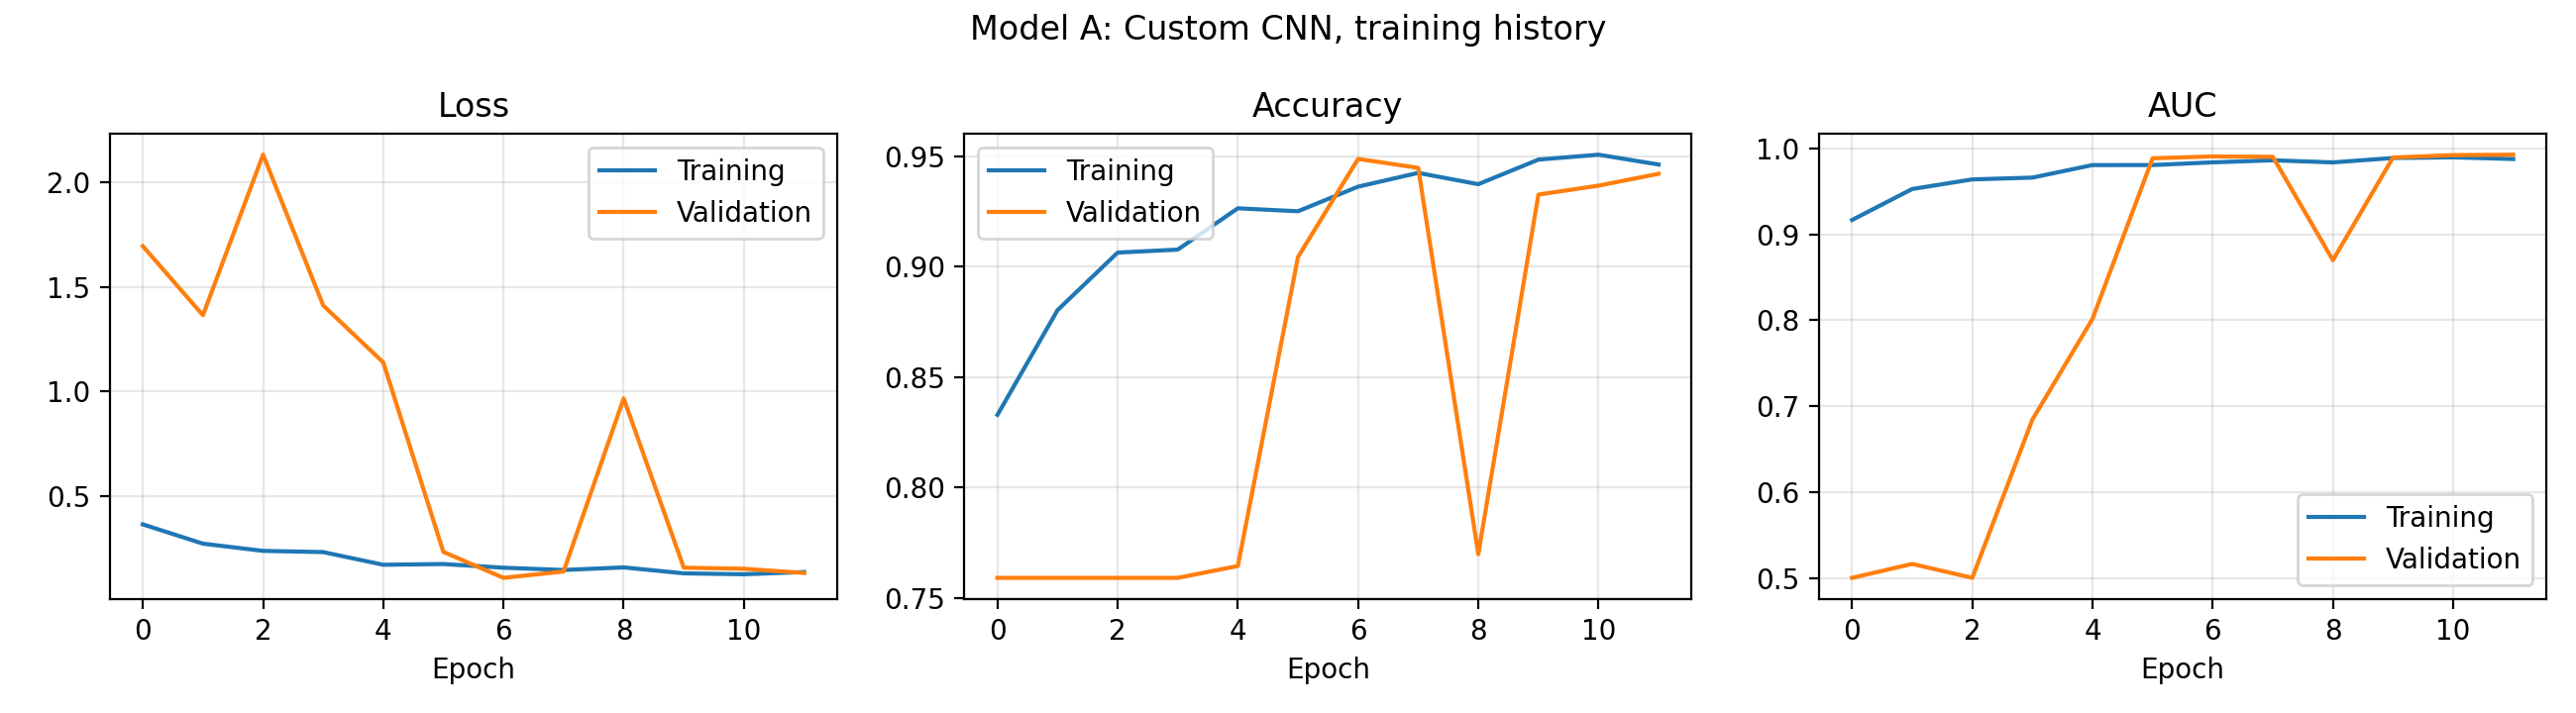 Model A: Custom CNN, training history
Loss
2.0
1.5
1.0
0.5
0 2 4 6 8 10
Epoch
Training
Validation
Accuracy
0.95
0.90
0.85
0.80
0.75
0 2 4 6 8 10
Epoch
Training
Validation
AUC
1.0
0.9
0.8
0.7
0.6
0.5
0 2 4 6 8 10
Epoch
Training
Validation